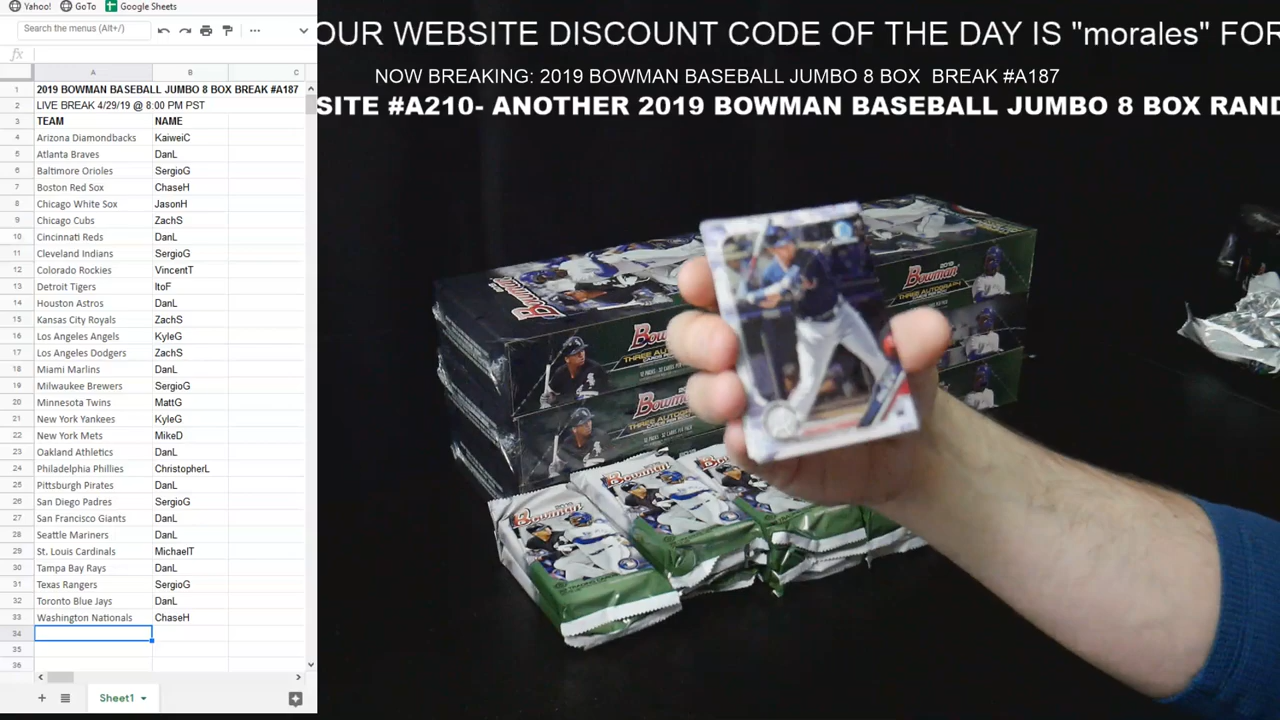 Yahoo!
GoTo
Google Sheets
Search the menus (Alt+/)
fx
A
B
C
1 2019 BOWMAN BASEBALL JUMBO 8 BOX BREAK #A187
2 LIVE BREAK 4/29/19 @ 8:00 PM PST
3 TEAM NAME
4 Arizona Diamondbacks KaiweiC
5 Atlanta Braves DanL
6 Baltimore Orioles SergioG
7 Boston Red Sox ChaseH
8 Chicago White Sox JasonH
9 Chicago Cubs ZachS
10 Cincinnati Reds DanL
11 Cleveland Indians SergioG
12 Colorado Rockies VincentT
13 Detroit Tigers ItoF
14 Houston Astros DanL
15 Kansas City Royals ZachS
16 Los Angeles Angels KyleG
17 Los Angeles Dodgers ZachS
18 Miami Marlins DanL
19 Milwaukee Brewers SergioG
20 Minnesota Twins MattG
21 New York Yankees KyleG
22 New York Mets MikeD
23 Oakland Athletics DanL
24 Philadelphia Phillies ChristopherL
25 Pittsburgh Pirates DanL
26 San Diego Padres SergioG
27 San Francisco Giants DanL
28 Seattle Mariners DanL
29 St. Louis Cardinals MichaelT
30 Tampa Bay Rays DanL
31 Texas Rangers SergioG
32 Toronto Blue Jays DanL
33 Washington Nationals ChaseH
34
35
36
Sheet1
OUR WEBSITE DISCOUNT CODE OF THE DAY IS "morales" FOR
NOW BREAKING: 2019 BOWMAN BASEBALL JUMBO 8 BOX BREAK #A187
SITE #A210- ANOTHER 2019 BOWMAN BASEBALL JUMBO 8 BOX RAND
Bowman
Bowman
THREE AUTOGRAPH
Bowman
Bowman
THREE AUTOGRAPH
Bowman
Bowman